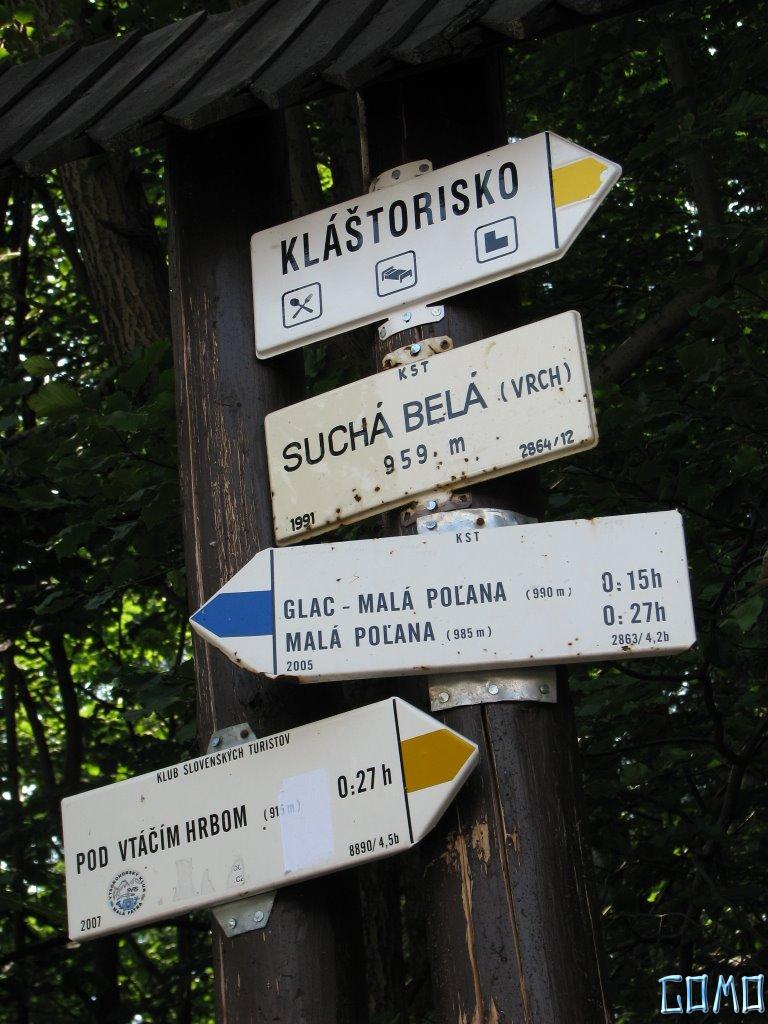 KLÁŠTORISKO
KST
SUCHÁ BELÁ (VRCH)
959 m
1991 2864/12
KST
GLAC - MALÁ POĽANA (990 m) 0:15h
MALÁ POĽANA (985 m) 0:27h
2005 2863/4,2b
KLUB SLOVENSKÝCH TURISTOV
POD VTÁČÍM HRBOM 0:27 h
2007 8890/4,5b
GOMO